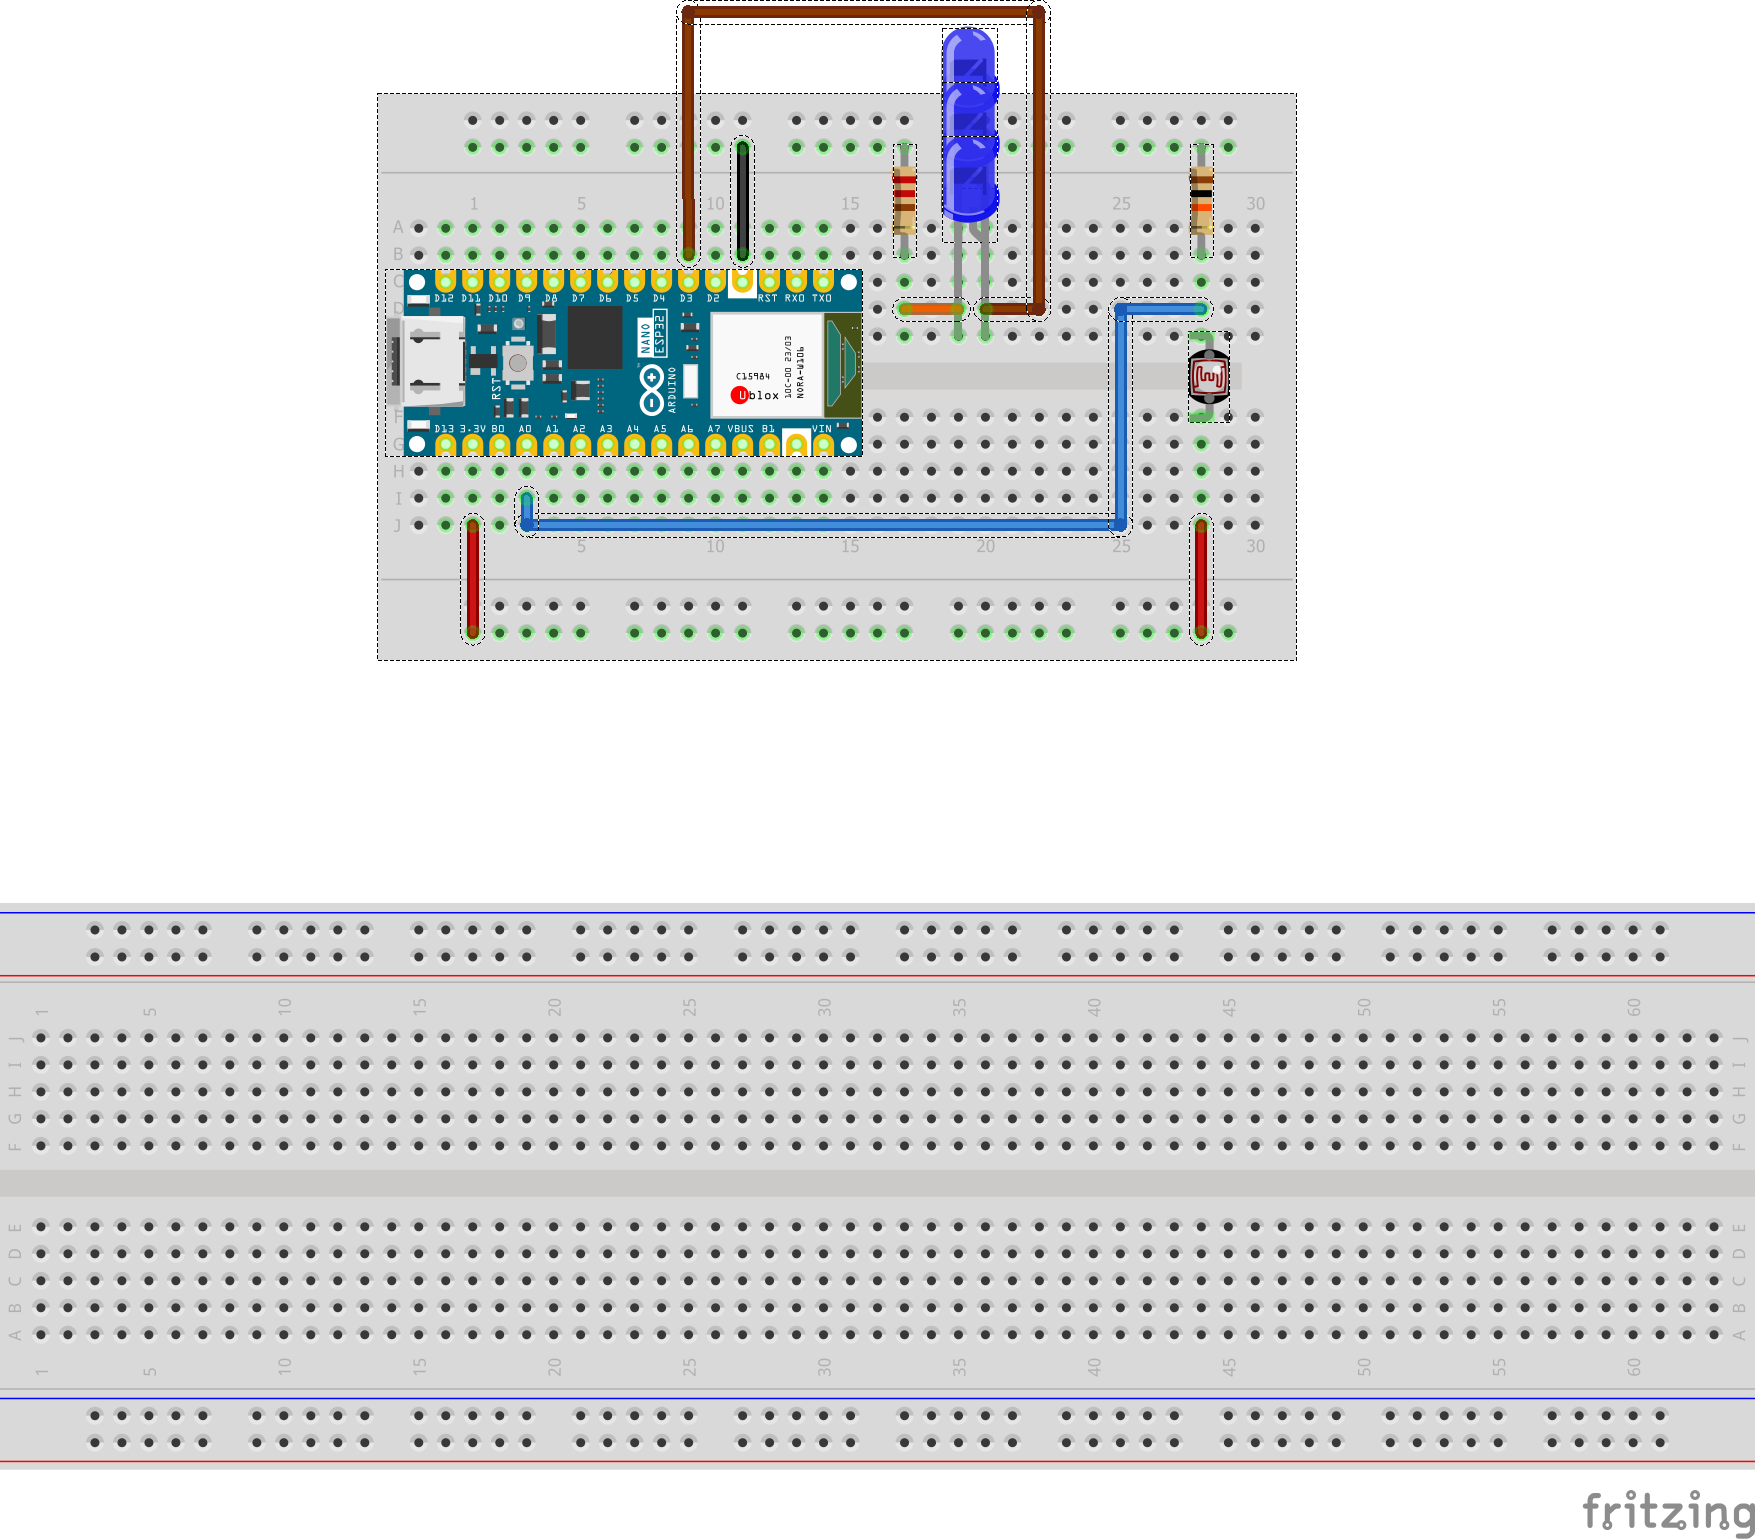 1 5 10 15 25 30
A
B
C
D12 D11 D10 D9 D8 D7 D6 D5 D4 D3 D2 RST RX0 TX0
D
NANO
ESP32
RST
ARDUINO
C15984
ublox
10C-00 23/03
NORA-W106
F
D13 3.3V B0 A0 A1 A2 A3 A4 A5 A6 A7 VBUS B1 VIN
G
H
I
J
5 10 15 20 25 30
1 5 10 15 20 25 30 35 40 45 50 55 60
J J
I I
H H
G G
F F
E E
D D
C C
B B
A A
1 5 10 15 20 25 30 35 40 45 50 55 60
fritzing